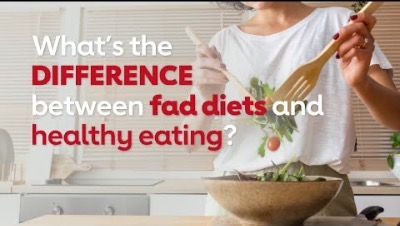 What's the
DIFFERENCE
between fad diets and
healthy eating?